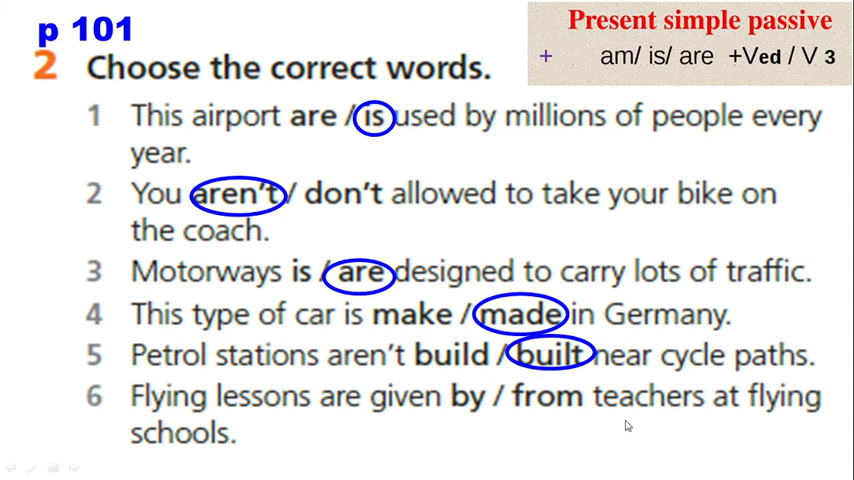 p 101
Present simple passive
+ am/ is/ are +Ved / V 3
2 Choose the correct words.
1 This airport are / is used by millions of people every
year.
2 You aren't / don't allowed to take your bike on
the coach.
3 Motorways is / are designed to carry lots of traffic.
4 This type of car is make / made in Germany.
5 Petrol stations aren't build / built near cycle paths.
6 Flying lessons are given by / from teachers at flying
schools.